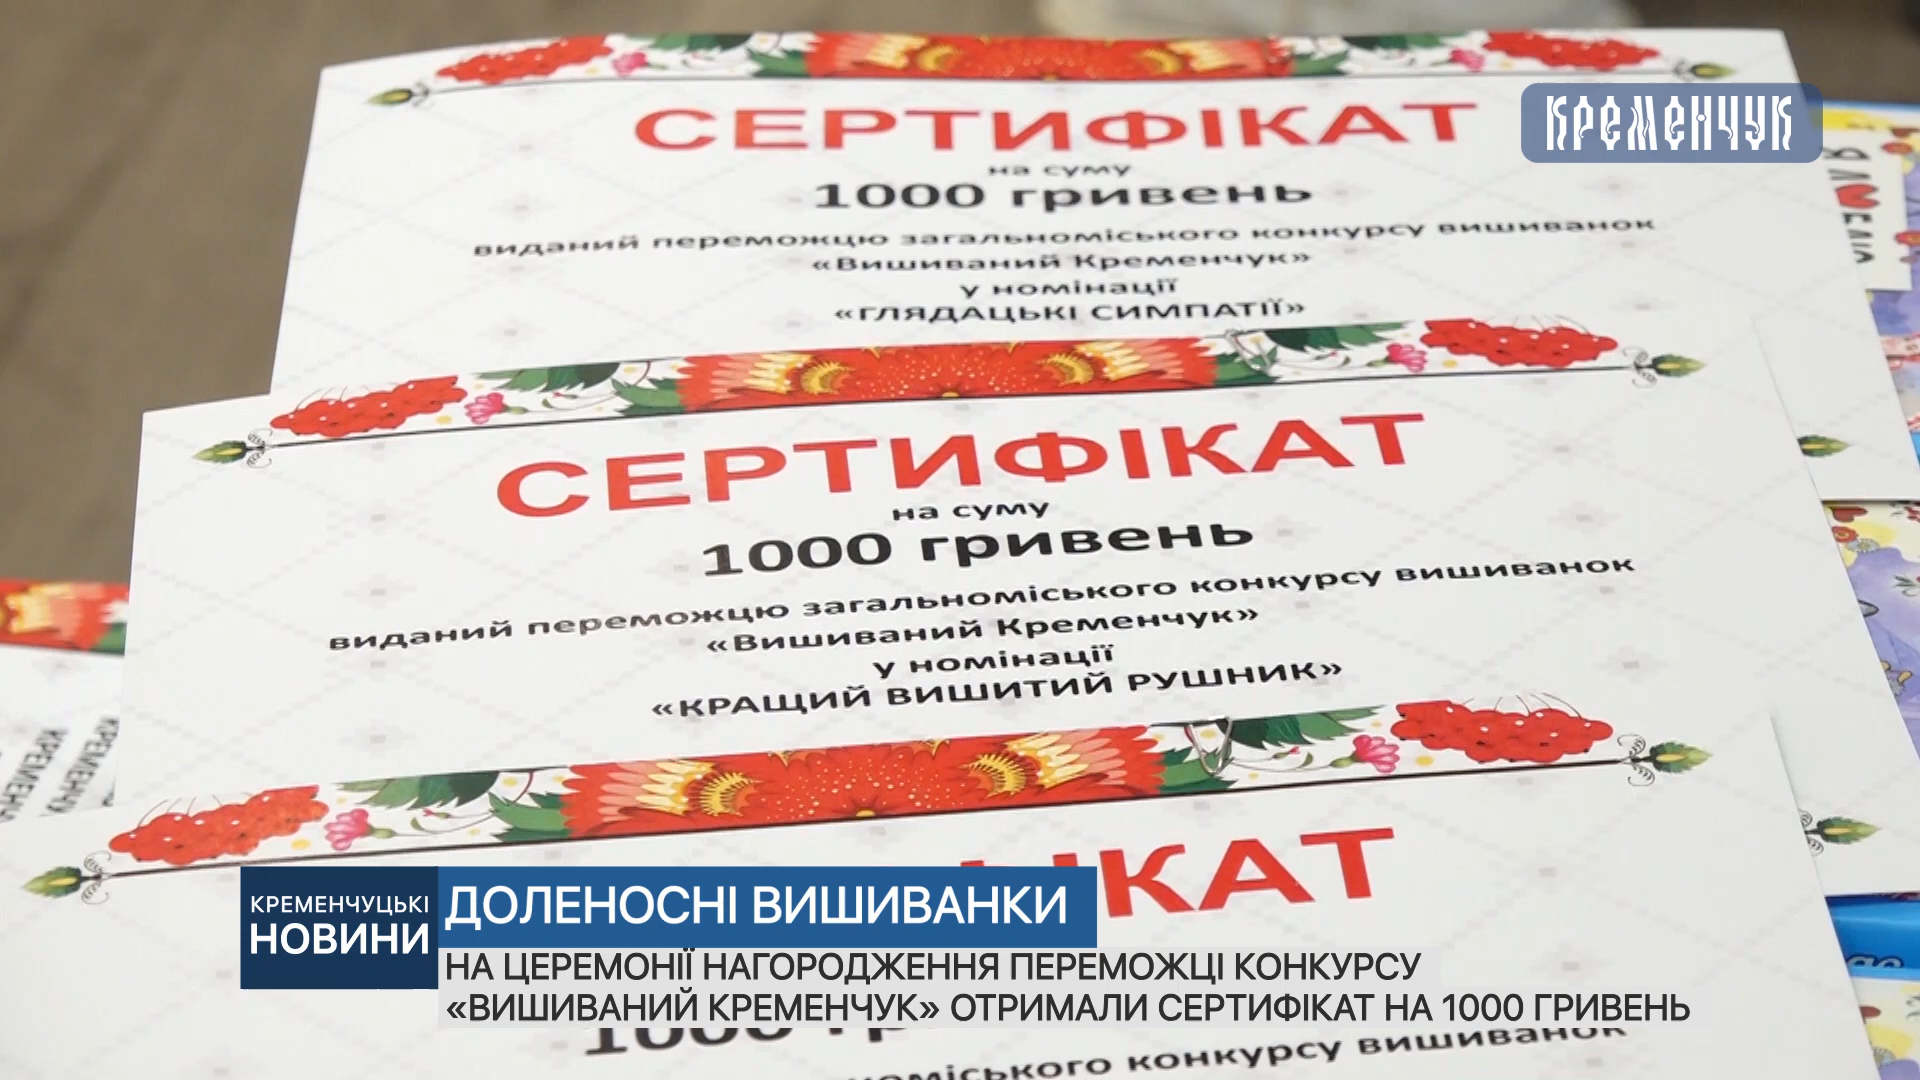 СЕРТИФІКАТ
на суму
1000 гривень
виданий переможцю загальноміського конкурсу вишиванок
«Вишиваний Кременчук»
у номінації
«ГЛЯДАЦЬКІ СИМПАТІЇ»
КРЕМЕНЧУК
СЕРТИФІКАТ
на суму
1000 гривень
виданий переможцю загальноміського конкурсу вишиванок
«Вишиваний Кременчук»
у номінації
«КРАЩИЙ ВИШИТИЙ РУШНИК»
КРЕМЕНЧУЦЬКІ
НОВИНИ
ДОЛЕНОСНІ ВИШИВАНКИ
НА ЦЕРЕМОНІЇ НАГОРОДЖЕННЯ ПЕРЕМОЖЦІ КОНКУРСУ
«ВИШИВАНИЙ КРЕМЕНЧУК» ОТРИМАЛИ СЕРТИФІКАТ НА 1000 ГРИВЕНЬ
1000
конкурсу вишиванок